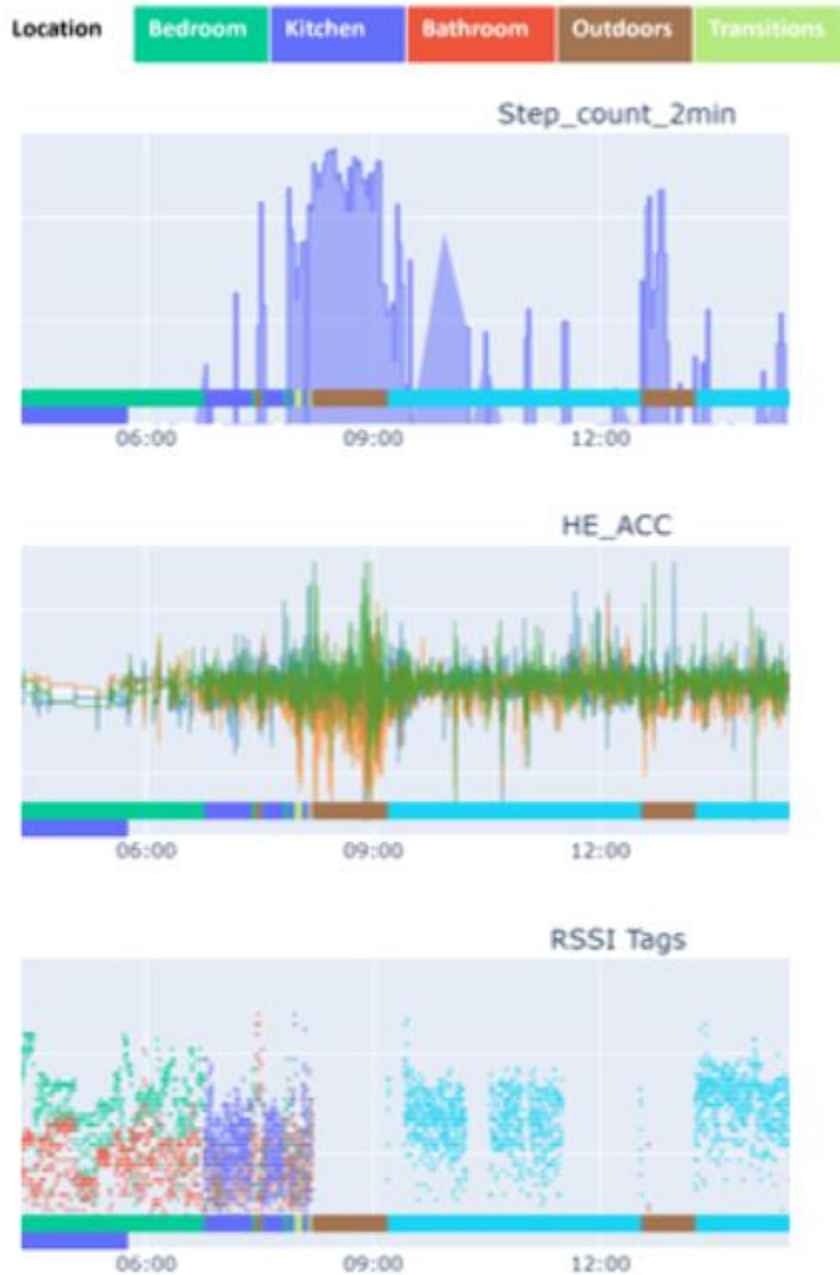 Location Bedroom Kitchen Bathroom Outdoors Transitions
Step_count_2min
06:00 09:00 12:00
HE_ACC
06:00 09:00 12:00
RSSI Tags
06:00 09:00 12:00